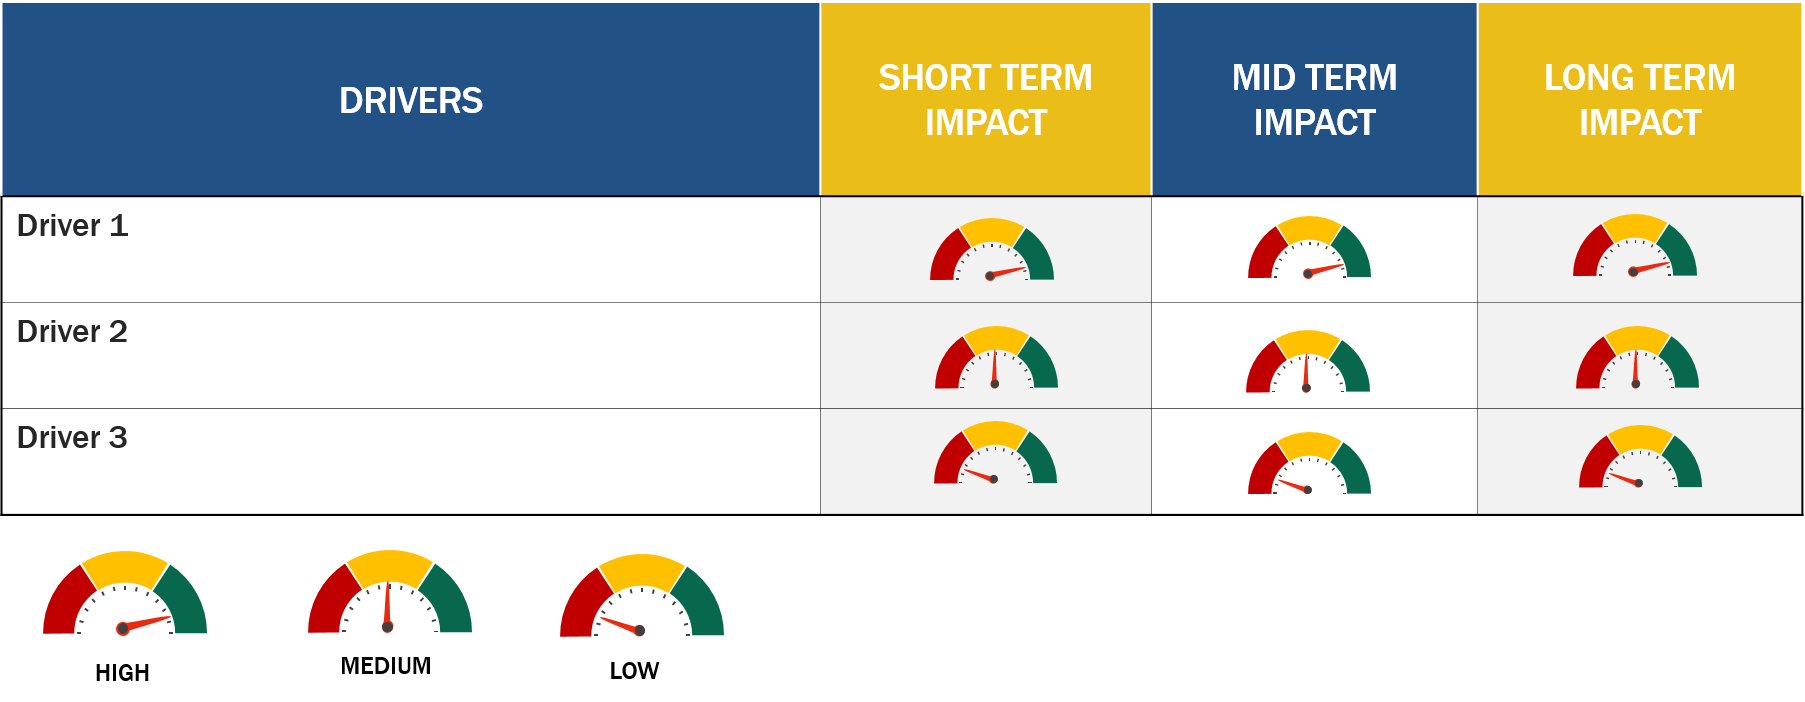 DRIVERS
SHORT TERM
IMPACT
MID TERM
IMPACT
LONG TERM
IMPACT
Driver 1
Driver 2
Driver 3
HIGH
MEDIUM
LOW